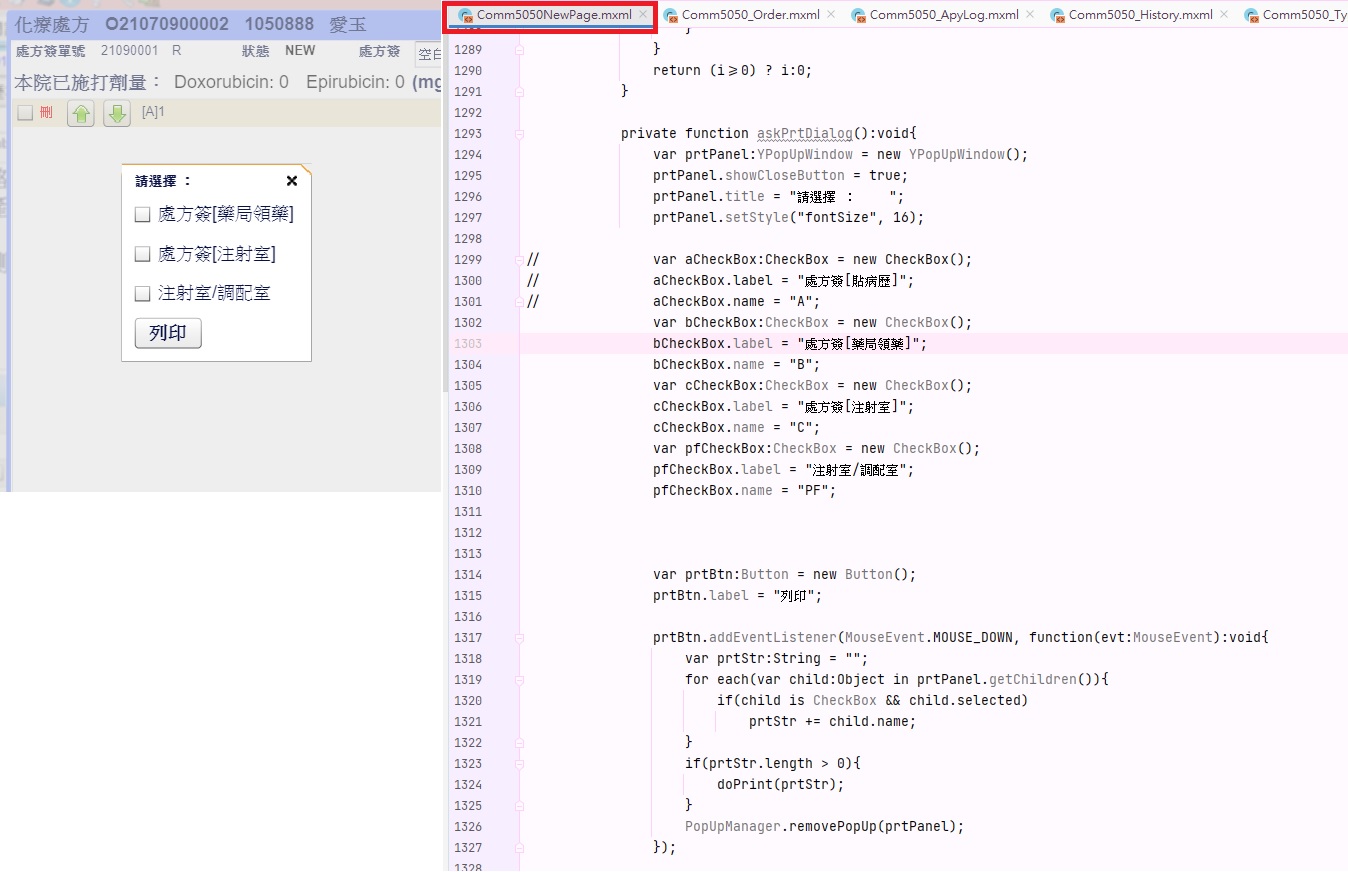 化療處方 O21070900002 1050888 愛玉
處方簽單號 21090001 R 狀態 NEW 處方簽 空白
本院已施打劑量： Doxorubicin: 0 Epirubicin: 0 (mg
刪 [A]1
請選擇 ：
處方簽[藥局領藥]
處方簽[注射室]
注射室/調配室
列印
Comm5050NewPage.mxml Comm5050_Order.mxml Comm5050_ApyLog.mxml Comm5050_History.mxml Comm5050_Ty
1289 }
1290 return (i>=0) ? i:0;
1291 }
1292
1293 private function askPrtDialog():void{
1294 var prtPanel:YPopUpWindow = new YPopUpWindow();
1295 prtPanel.showCloseButton = true;
1296 prtPanel.title = "請選擇 ：    ";
1297 prtPanel.setStyle("fontSize", 16);
1298
1299 // var aCheckBox:CheckBox = new CheckBox();
1300 // aCheckBox.label = "處方簽[貼病歷]";
1301 // aCheckBox.name = "A";
1302 var bCheckBox:CheckBox = new CheckBox();
1303 bCheckBox.label = "處方簽[藥局領藥]";
1304 bCheckBox.name = "B";
1305 var cCheckBox:CheckBox = new CheckBox();
1306 cCheckBox.label = "處方簽[注射室]";
1307 cCheckBox.name = "C";
1308 var pfCheckBox:CheckBox = new CheckBox();
1309 pfCheckBox.label = "注射室/調配室";
1310 pfCheckBox.name = "PF";
1311
1312
1313
1314 var prtBtn:Button = new Button();
1315 prtBtn.label = "列印";
1316
1317 prtBtn.addEventListener(MouseEvent.MOUSE_DOWN, function(evt:MouseEvent):void{
1318 var prtStr:String = "";
1319 for each(var child:Object in prtPanel.getChildren()){
1320 if(child is CheckBox && child.selected)
1321 prtStr += child.name;
1322 }
1323 if(prtStr.length > 0){
1324 doPrint(prtStr);
1325 }
1326 PopUpManager.removePopUp(prtPanel);
1327 });
1328